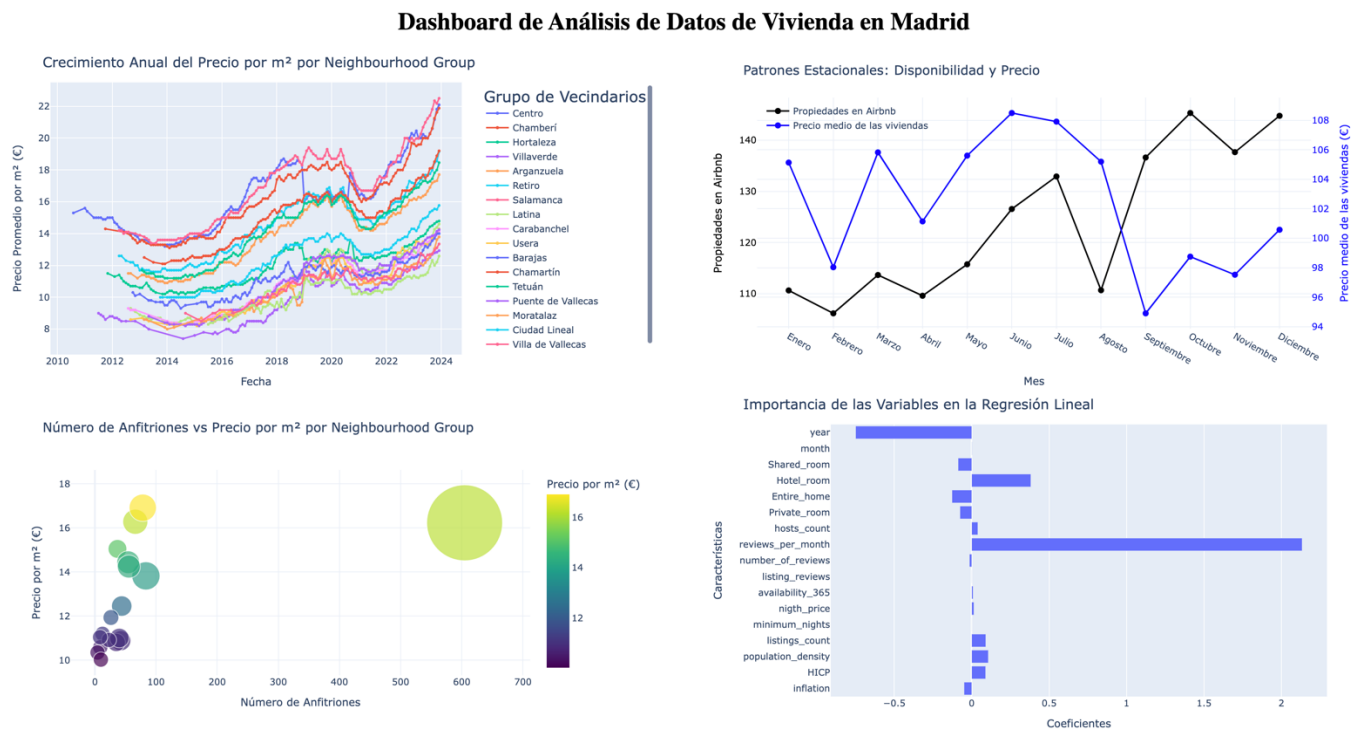 Dashboard de Análisis de Datos de Vivienda en Madrid
Crecimiento Anual del Precio por m² por Neighbourhood Group
Precio Promedio por m² (€)
22
20
18
16
14
12
10
8
2010
2012
2014
2016
2018
2020
2022
2024
Fecha
Grupo de Vecindarios
Centro
Chamberí
Hortaleza
Villaverde
Arganzuela
Retiro
Salamanca
Latina
Carabanchel
Usera
Barajas
Chamartín
Tetuán
Puente de Vallecas
Moratalaz
Ciudad Lineal
Villa de Vallecas
Patrones Estacionales: Disponibilidad y Precio
Propiedades en Airbnb
Precio medio de las viviendas
Propiedades en Airbnb
140
130
120
110
108
106
104
102
100
98
96
94
Precio medio de las viviendas (€)
Enero
Febrero
Marzo
Abril
Mayo
Junio
Julio
Agosto
Septiembre
Octubre
Noviembre
Diciembre
Mes
Número de Anfitriones vs Precio por m² por Neighbourhood Group
Precio por m² (€)
18
16
14
12
10
0
100
200
300
400
500
600
700
Número de Anfitriones
Precio por m² (€)
16
14
12
Importancia de las Variables en la Regresión Lineal
Características
year
month
Shared_room
Hotel_room
Entire_home
Private_room
hosts_count
reviews_per_month
number_of_reviews
listing_reviews
availability_365
nigth_price
minimum_nights
listings_count
population_density
HICP
inflation
−0.5
0
0.5
1
1.5
2
Coeficientes